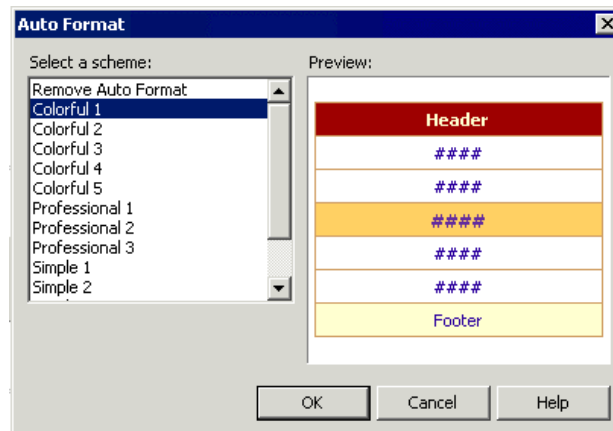 Auto Format
Select a scheme:
Remove Auto Format
Colorful 1
Colorful 2
Colorful 3
Colorful 4
Colorful 5
Professional 1
Professional 2
Professional 3
Simple 1
Simple 2
Preview:
Header
####
####
####
####
####
Footer
OK Cancel Help